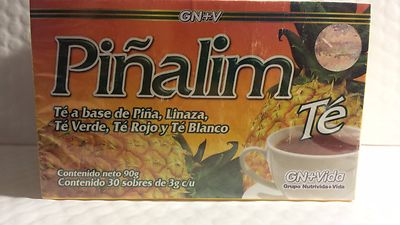 GN+V
Piñalim
Té
Té a base de Piña, Linaza,
Té Verde, Té Rojo y Té Blanco
Contenido neto 90g
Contenido 30 sobres de 3g c/u
GN+Vida
Grupo Nutrivida+Vida